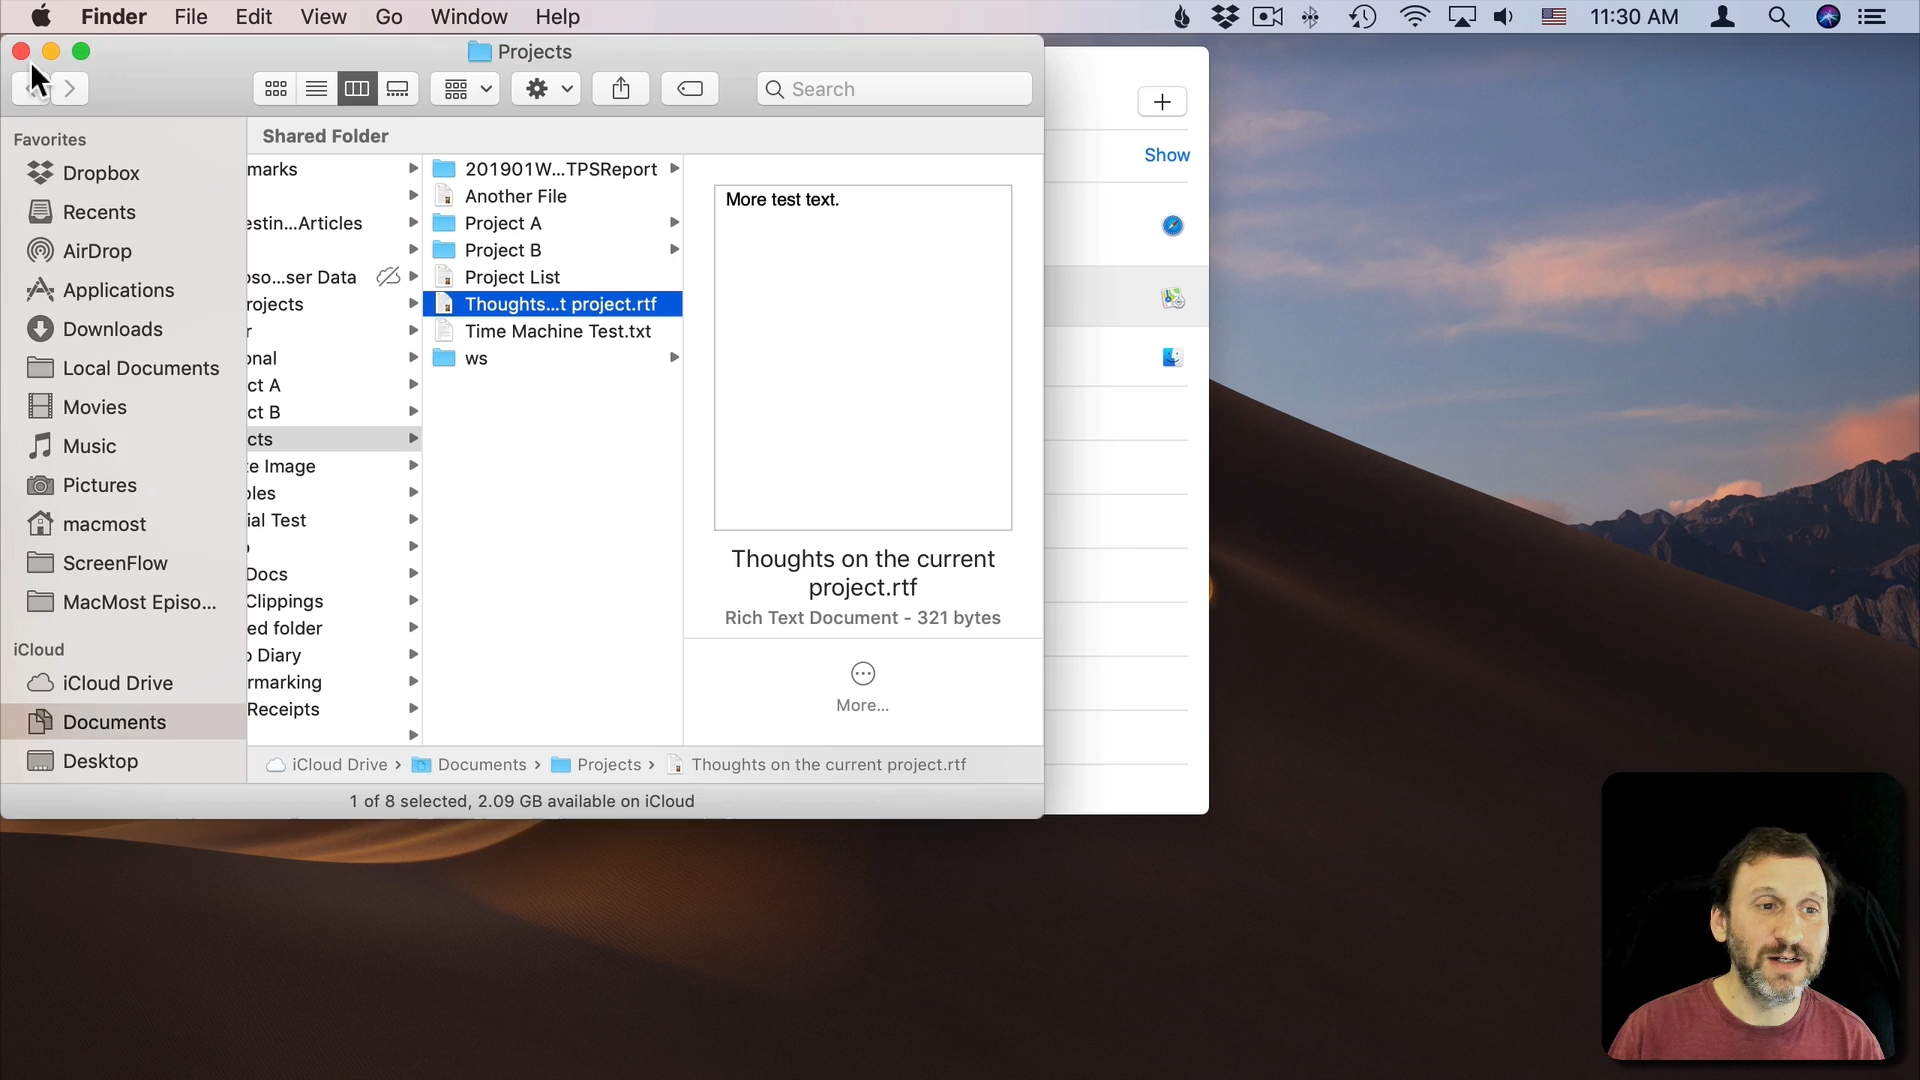 Finder File Edit View Go Window Help 11:30 AM
Projects
Search
Favorites
Dropbox
Recents
AirDrop
Applications
Downloads
Local Documents
Movies
Music
Pictures
macmost
ScreenFlow
MacMost Episo...
iCloud
iCloud Drive
Documents
Desktop
Shared Folder
marks
estin...Articles
oso...ser Data
rojects
r
onal
ct A
ct B
cts
te Image
oles
ial Test
Docs
Clippings
ed folder
o Diary
rmarking
Receipts
201901W...TPSReport
Another File
Project A
Project B
Project List
Thoughts...t project.rtf
Time Machine Test.txt
ws
More test text.
Thoughts on the current
project.rtf
Rich Text Document - 321 bytes
More...
iCloud Drive › Documents › Projects › Thoughts on the current project.rtf
1 of 8 selected, 2.09 GB available on iCloud
Show